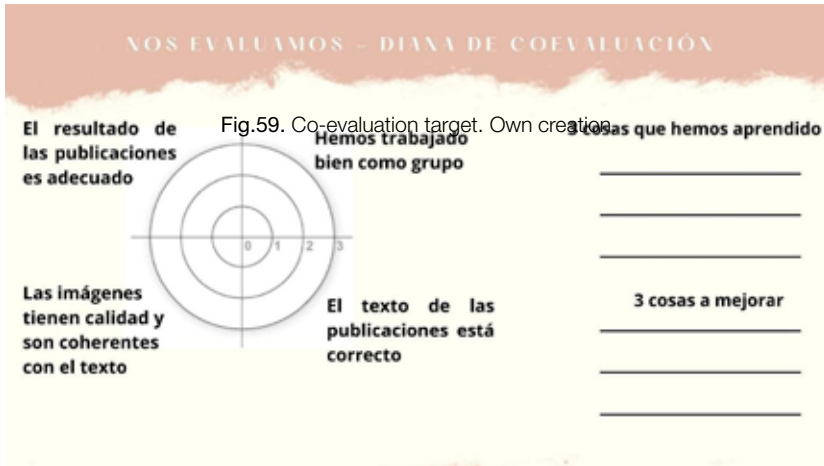 NOS EVALUAMOS - DIANA DE COEVALUACIÓN
Fig.59. Co-evaluation target. Own creation.
El resultado de
las publicaciones
es adecuado
Hemos trabajado
bien como grupo
0 1 2 3
Las imágenes
tienen calidad y
son coherentes
con el texto
El texto de las
publicaciones está
correcto
3 cosas que hemos aprendido
3 cosas a mejorar